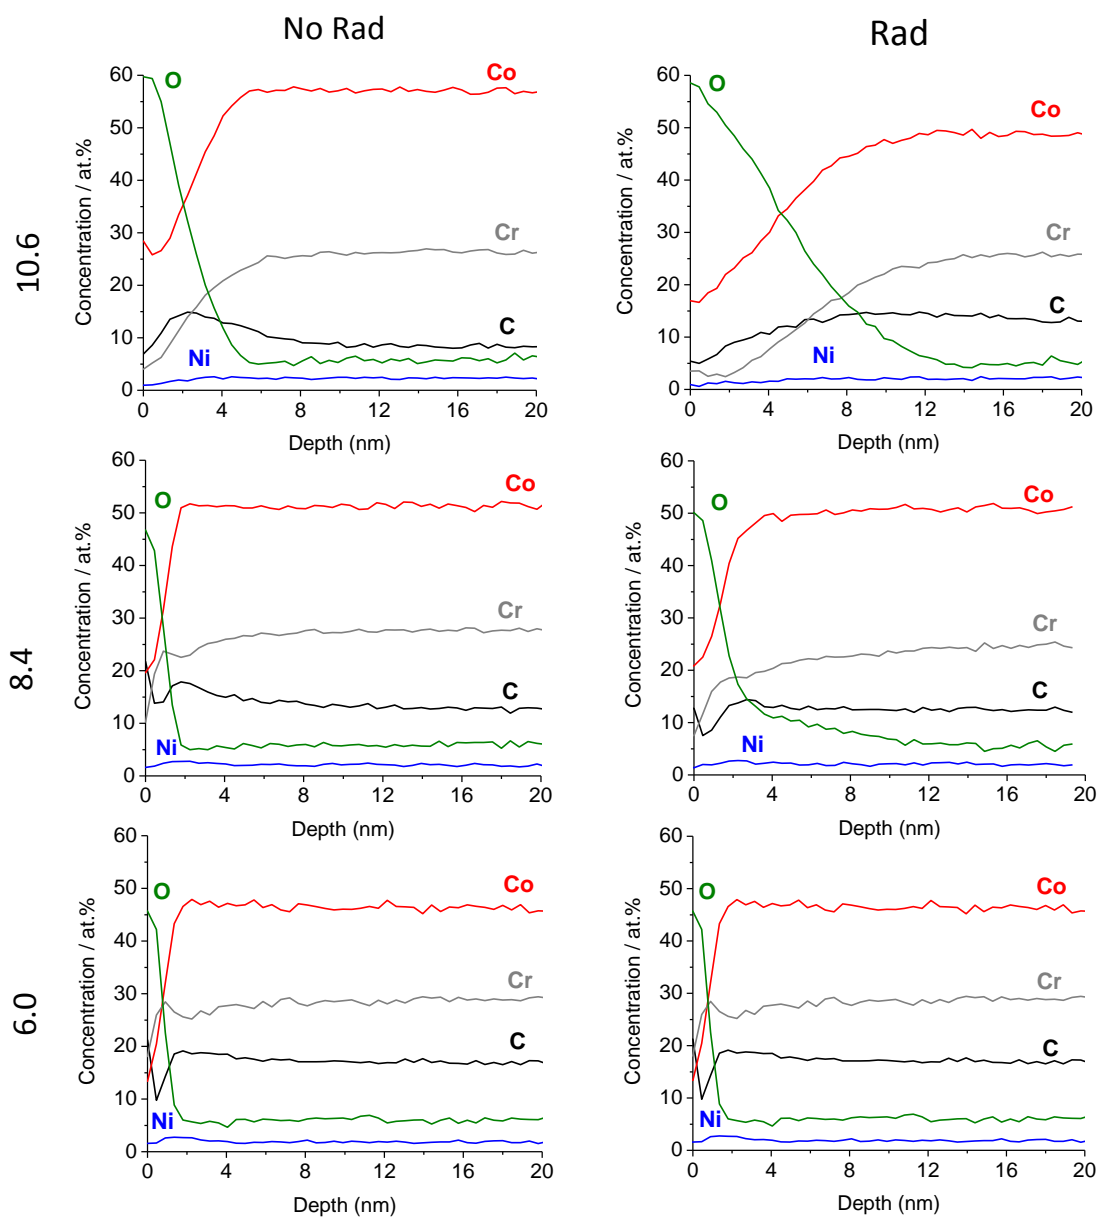 No Rad
Rad
10.6
Concentration / at.%
60
50
40
30
20
10
0
O
Co
Cr
C
Ni
0 4 8 12 16 20
Depth (nm)
Concentration / at.%
60
50
40
30
20
10
0
O
Co
Cr
C
Ni
0 4 8 12 16 20
Depth (nm)
8.4
Concentration / at.%
60
50
40
30
20
10
0
O
Co
Cr
C
Ni
0 4 8 12 16 20
Depth (nm)
Concentration / at.%
60
50
40
30
20
10
0
O
Co
Cr
C
Ni
0 4 8 12 16 20
Depth (nm)
6.0
Concentration / at.%
60
50
40
30
20
10
0
O
Co
Cr
C
Ni
0 4 8 12 16 20
Depth (nm)
Concentration / at.%
60
50
40
30
20
10
0
O
Co
Cr
C
Ni
0 4 8 12 16 20
Depth (nm)